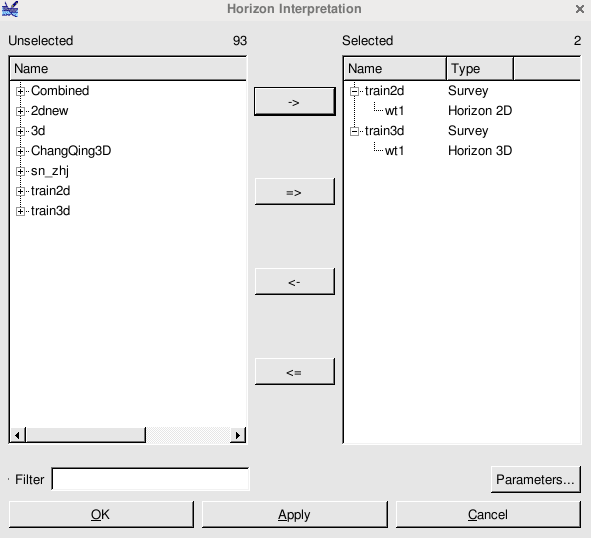 Horizon Interpretation
Unselected 93
Selected 2
Name
Combined
2dnew
3d
ChangQing3D
sn_zhj
train2d
train3d
->
=>
<-
<=
Name Type
train2d Survey
wt1 Horizon 2D
train3d Survey
wt1 Horizon 3D
Filter
Parameters...
OK Apply Cancel